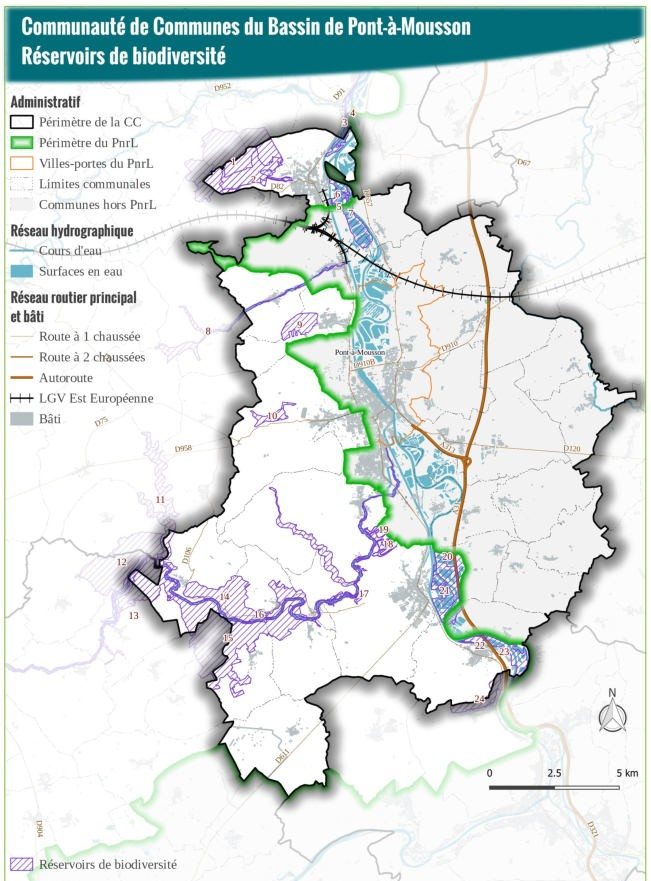 Communauté de Communes du Bassin de Pont-à-Mousson
Réservoirs de biodiversité
Administratif
Périmètre de la CC
Périmètre du PnrL
Villes-portes du PnrL
Limites communales
Communes hors PnrL
Réseau hydrographique
Cours d'eau
Surfaces en eau
Réseau routier principal
et bâti
Route à 1 chaussée
Route à 2 chaussées
Autoroute
LGV Est Européenne
Bâti
D952
D91
4
3
1
2
D82
D67
6
5
7
8
9
Pont-à-Mousson
D910
D910B
10
D75
D958
A313
D120
11
19
18
D106
12
20
13
14
16
17
21
15
22
23
24
D611
N
0 2.5 5 km
D904
D321
Réservoirs de biodiversité